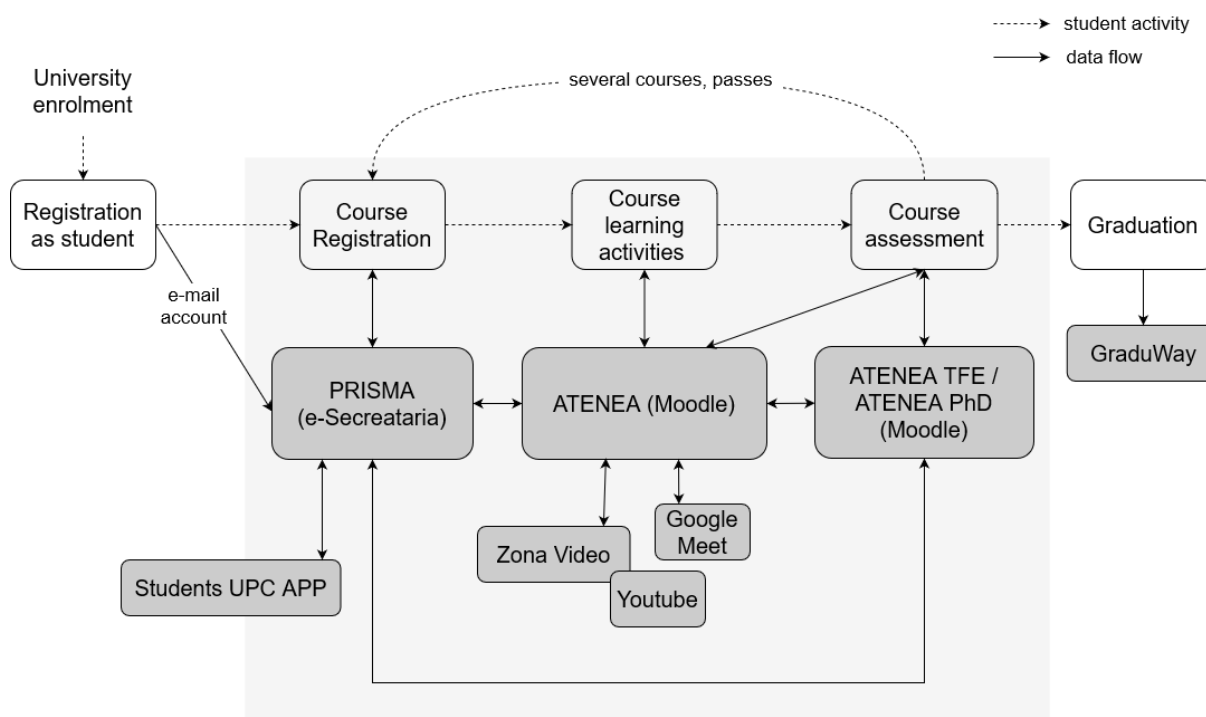 student activity
data flow
University
enrolment
several courses, passes
Registration
as student
Course
Registration
Course
learning
activities
Course
assessment
Graduation
e-mail
account
PRISMA
(e-Secreataria)
ATENEA (Moodle)
ATENEA TFE /
ATENEA PhD
(Moodle)
GraduWay
Students UPC APP
Zona Video
Google
Meet
Youtube